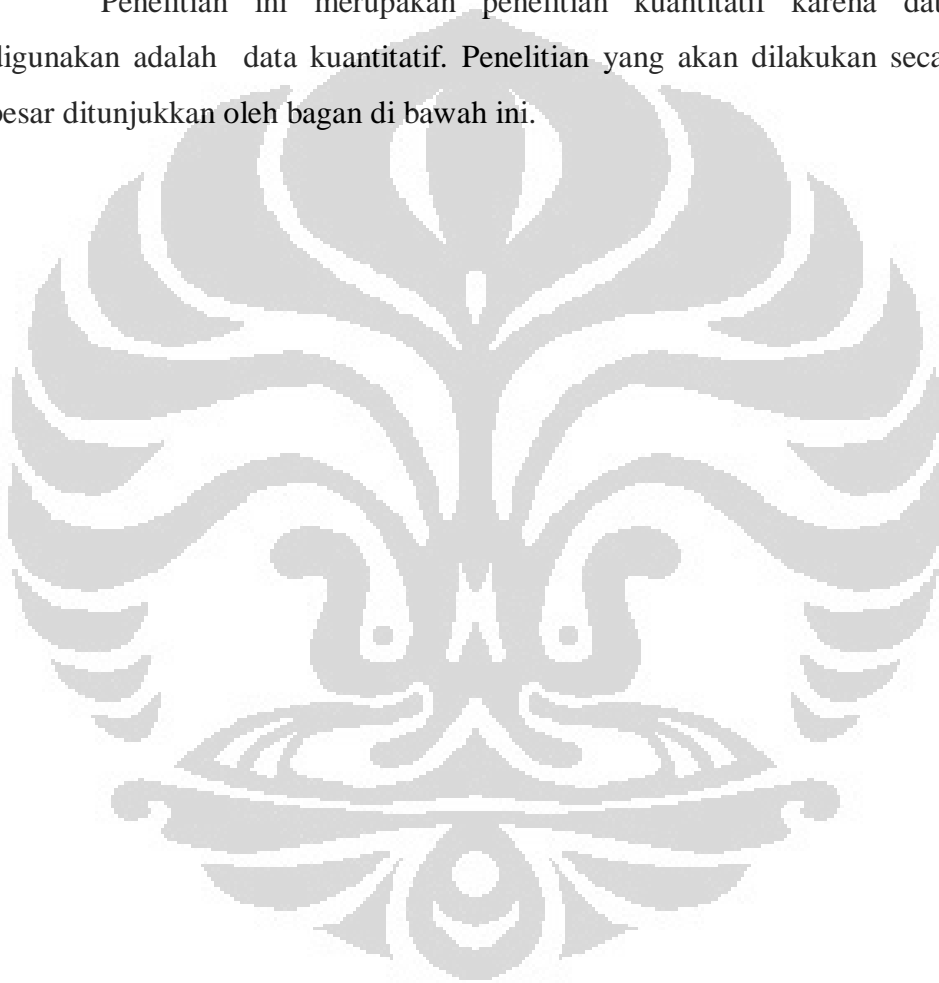 Penelitian ini merupakan penelitian kuantitatif karena dat
digunakan adalah data kuantitatif. Penelitian yang akan dilakukan seca
besar ditunjukkan oleh bagan di bawah ini.